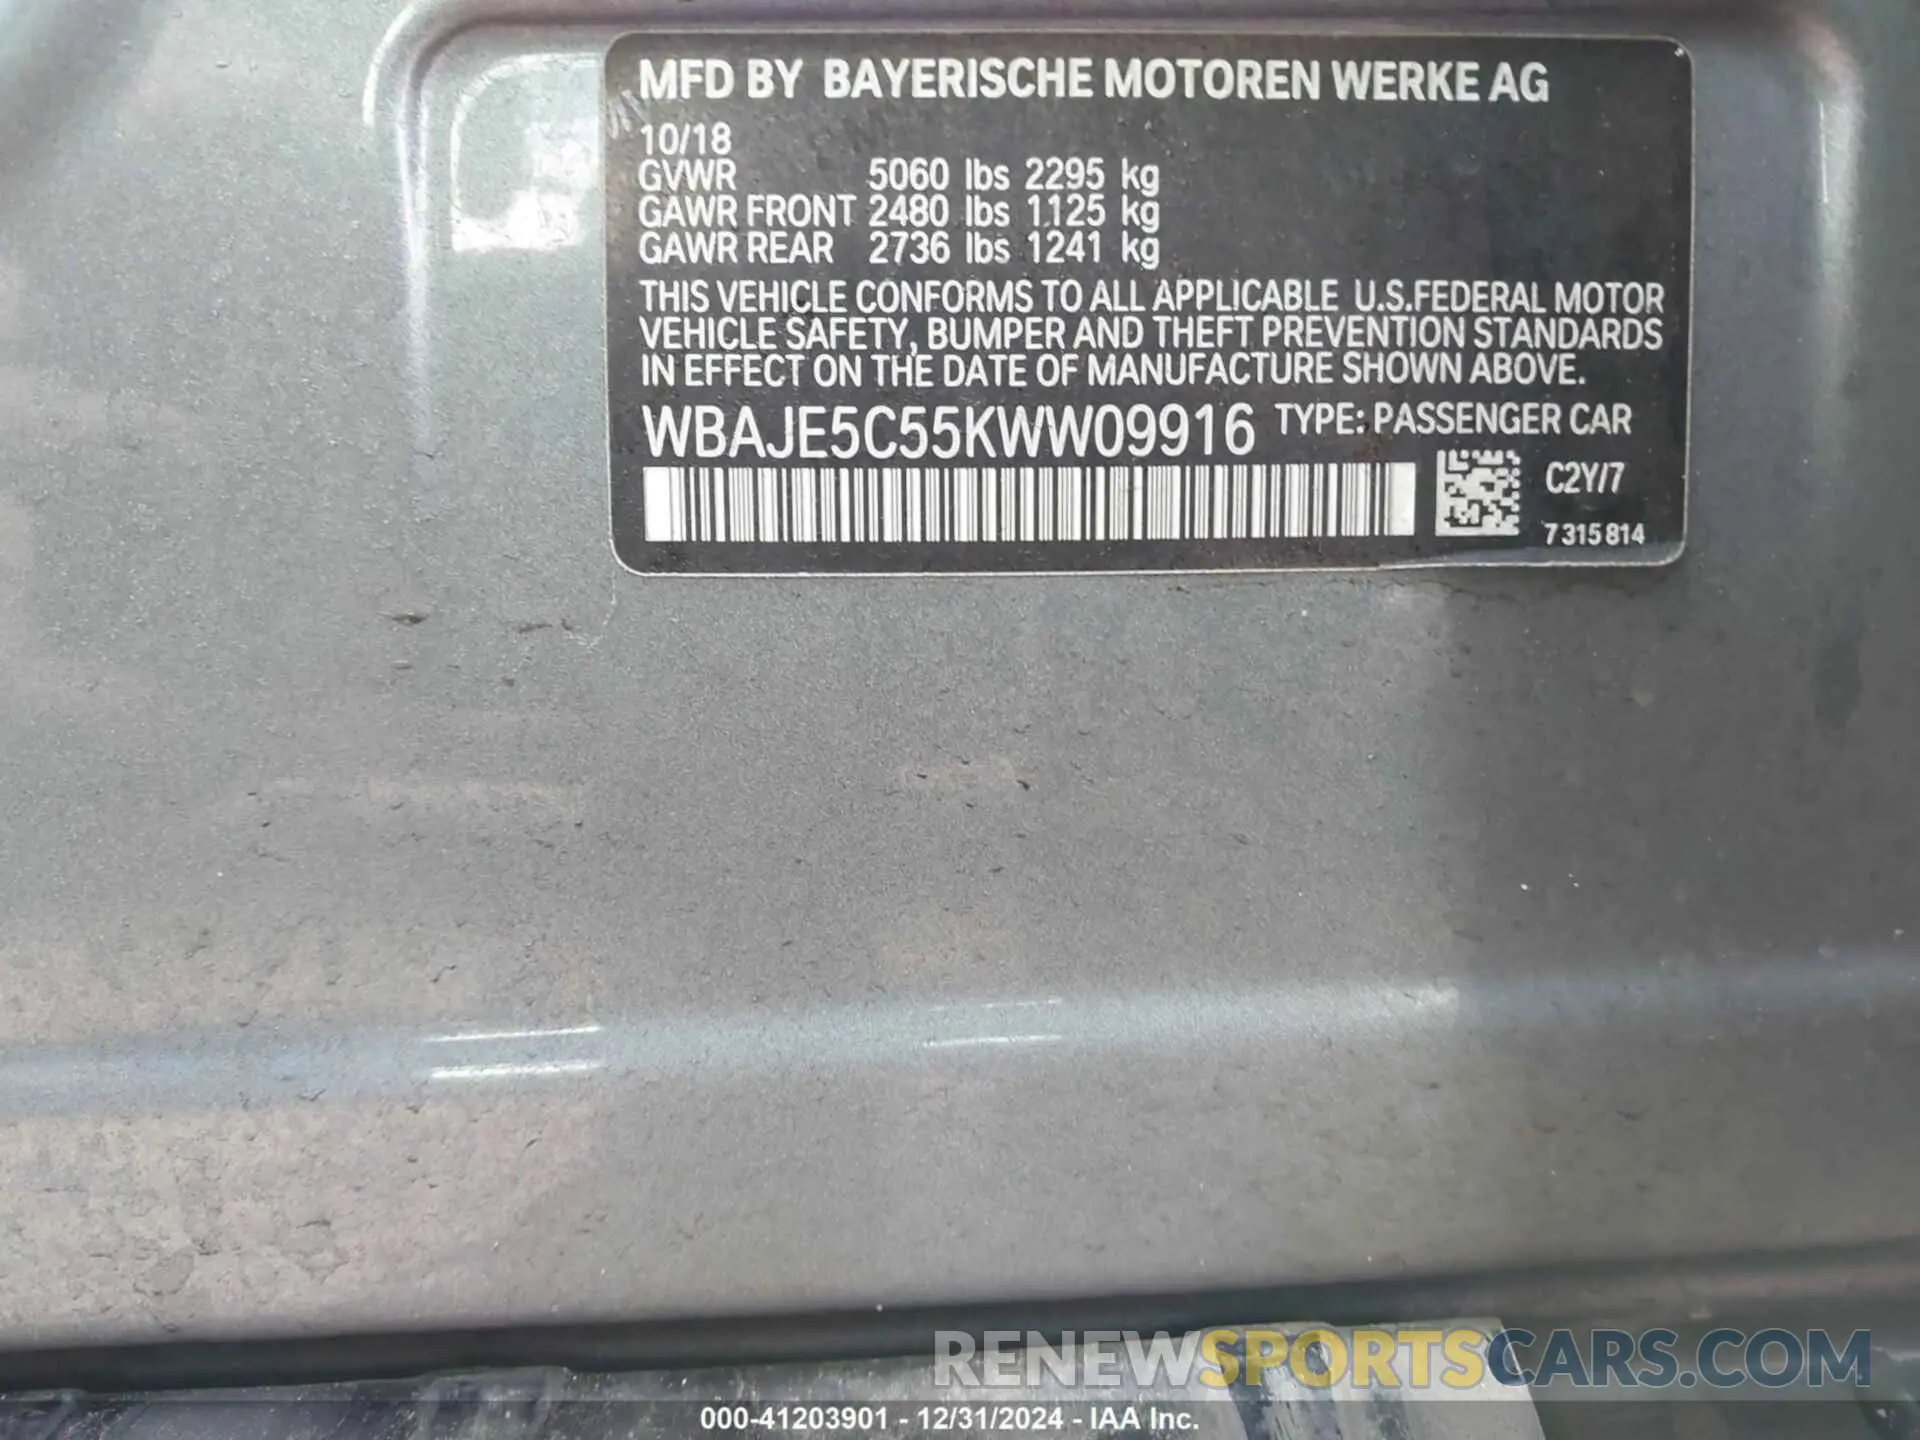 MFD BY BAYERISCHE MOTOREN WERKE AG
10/18
GVWR 5060 lbs 2295 kg
GAWR FRONT 2480 lbs 1125 kg
GAWR REAR 2736 lbs 1241 kg
THIS VEHICLE CONFORMS TO ALL APPLICABLE U.S.FEDERAL MOTOR
VEHICLE SAFETY, BUMPER AND THEFT PREVENTION STANDARDS
IN EFFECT ON THE DATE OF MANUFACTURE SHOWN ABOVE.
WBAJE5C55KWW09916 TYPE: PASSENGER CAR
C2Y/7
7315814
RENEWSPORTSCARS.COM
000-41203901 - 12/31/2024 - IAA Inc.